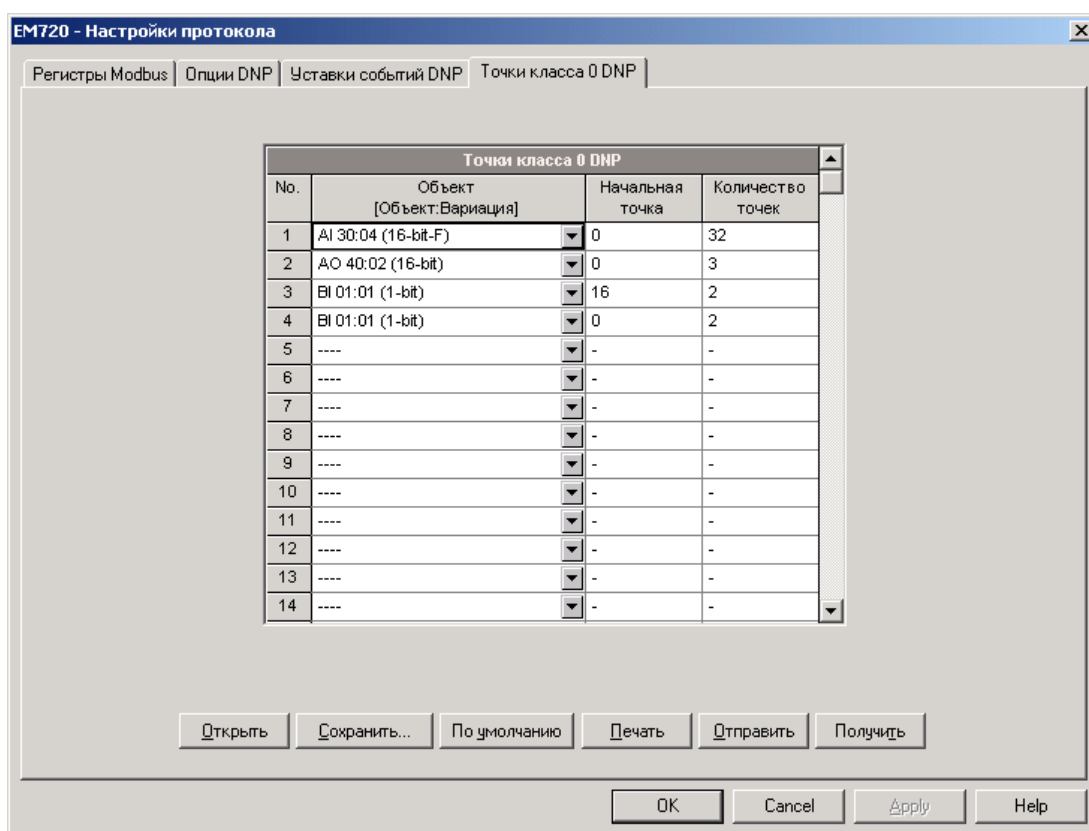 EM720 - Настройки протокола
Регистры Modbus Опции DNP Уставки событий DNP Точки класса 0 DNP
Точки класса 0 DNP
No. Объект Начальная Количество
[Объект:Вариация] точка точек
1 AI 30:04 (16-bit-F) 0 32
2 AO 40:02 (16-bit) 0 3
3 BI 01:01 (1-bit) 16 2
4 BI 01:01 (1-bit) 0 2
5 ---- - -
6 ---- - -
7 ---- - -
8 ---- - -
9 ---- - -
10 ---- - -
11 ---- - -
12 ---- - -
13 ---- - -
14 ---- - -
Открыть Сохранить... По умолчанию Печать Отправить Получить
OK Cancel Apply Help